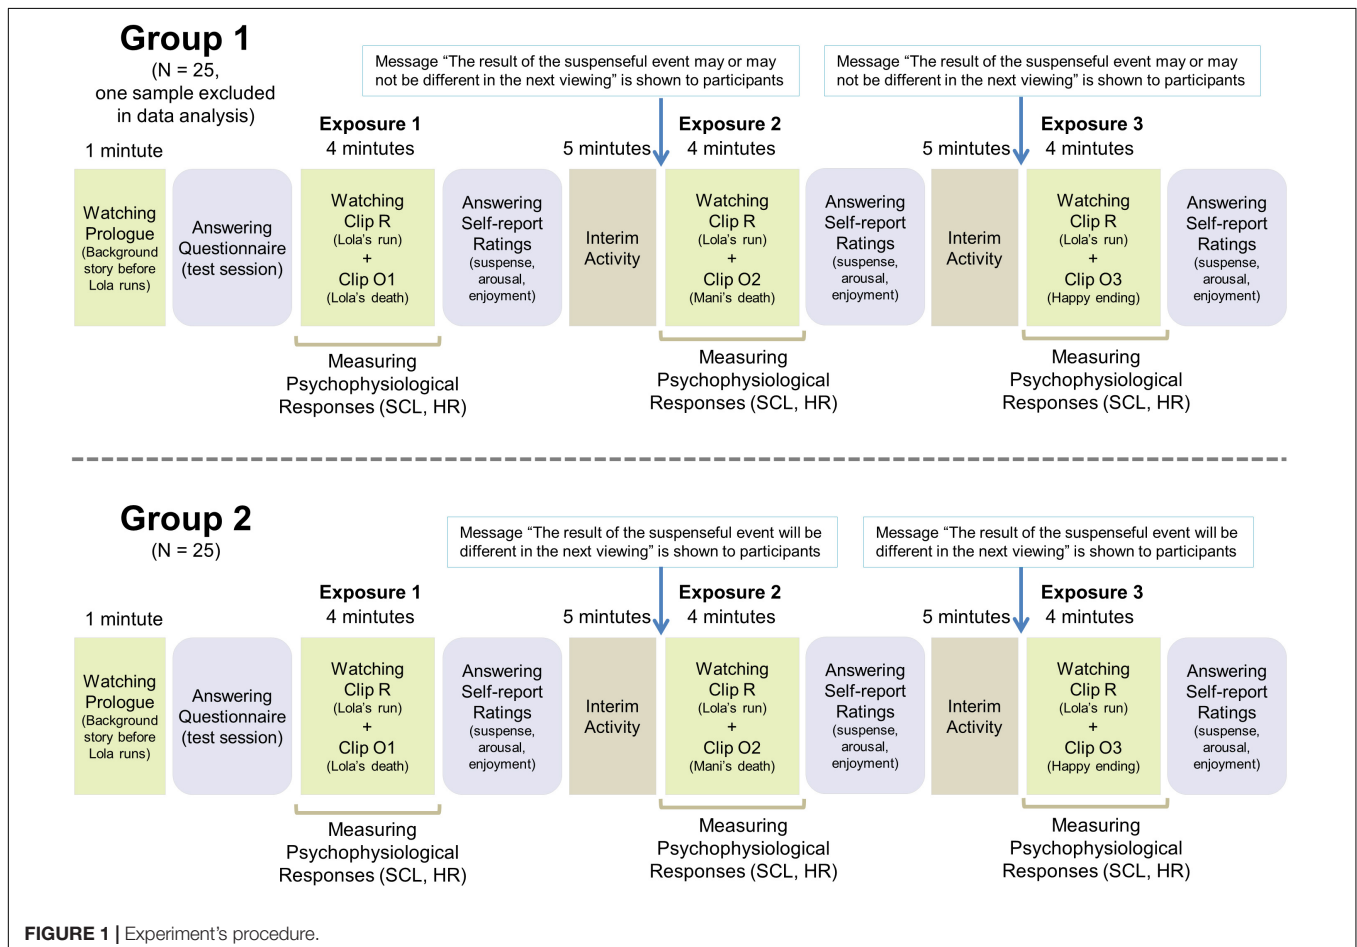 Group 1
(N = 25,
one sample excluded
in data analysis)
Message “The result of the suspenseful event may or may
not be different in the next viewing” is shown to participants
Message “The result of the suspenseful event may or may
not be different in the next viewing” is shown to participants
1 mintute
Exposure 1
4 mintutes
5 mintutes
Exposure 2
4 mintutes
5 mintutes
Exposure 3
4 mintutes
Watching
Prologue
(Background
story before
Lola runs)
Answering
Questionnaire
(test session)
Watching
Clip R
(Lola’s run)
+
Clip O1
(Lola’s death)
Answering
Self-report
Ratings
(suspense,
arousal,
enjoyment)
Interim
Activity
Watching
Clip R
(Lola’s run)
+
Clip O2
(Mani’s death)
Answering
Self-report
Ratings
(suspense,
arousal,
enjoyment)
Interim
Activity
Watching
Clip R
(Lola’s run)
+
Clip O3
(Happy ending)
Answering
Self-report
Ratings
(suspense,
arousal,
enjoyment)
Measuring
Psychophysiological
Responses (SCL, HR)
Measuring
Psychophysiological
Responses (SCL, HR)
Measuring
Psychophysiological
Responses (SCL, HR)
Group 2
(N = 25)
Message “The result of the suspenseful event will be
different in the next viewing” is shown to participants
Message “The result of the suspenseful event will be
different in the next viewing” is shown to participants
1 mintute
Exposure 1
4 mintutes
5 mintutes
Exposure 2
4 mintutes
5 mintutes
Exposure 3
4 mintutes
Watching
Prologue
(Background
story before
Lola runs)
Answering
Questionnaire
(test session)
Watching
Clip R
(Lola’s run)
+
Clip O1
(Lola’s death)
Answering
Self-report
Ratings
(suspense,
arousal,
enjoyment)
Interim
Activity
Watching
Clip R
(Lola’s run)
+
Clip O2
(Mani’s death)
Answering
Self-report
Ratings
(suspense,
arousal,
enjoyment)
Interim
Activity
Watching
Clip R
(Lola’s run)
+
Clip O3
(Happy ending)
Answering
Self-report
Ratings
(suspense,
arousal,
enjoyment)
Measuring
Psychophysiological
Responses (SCL, HR)
Measuring
Psychophysiological
Responses (SCL, HR)
Measuring
Psychophysiological
Responses (SCL, HR)
FIGURE 1 | Experiment’s procedure.